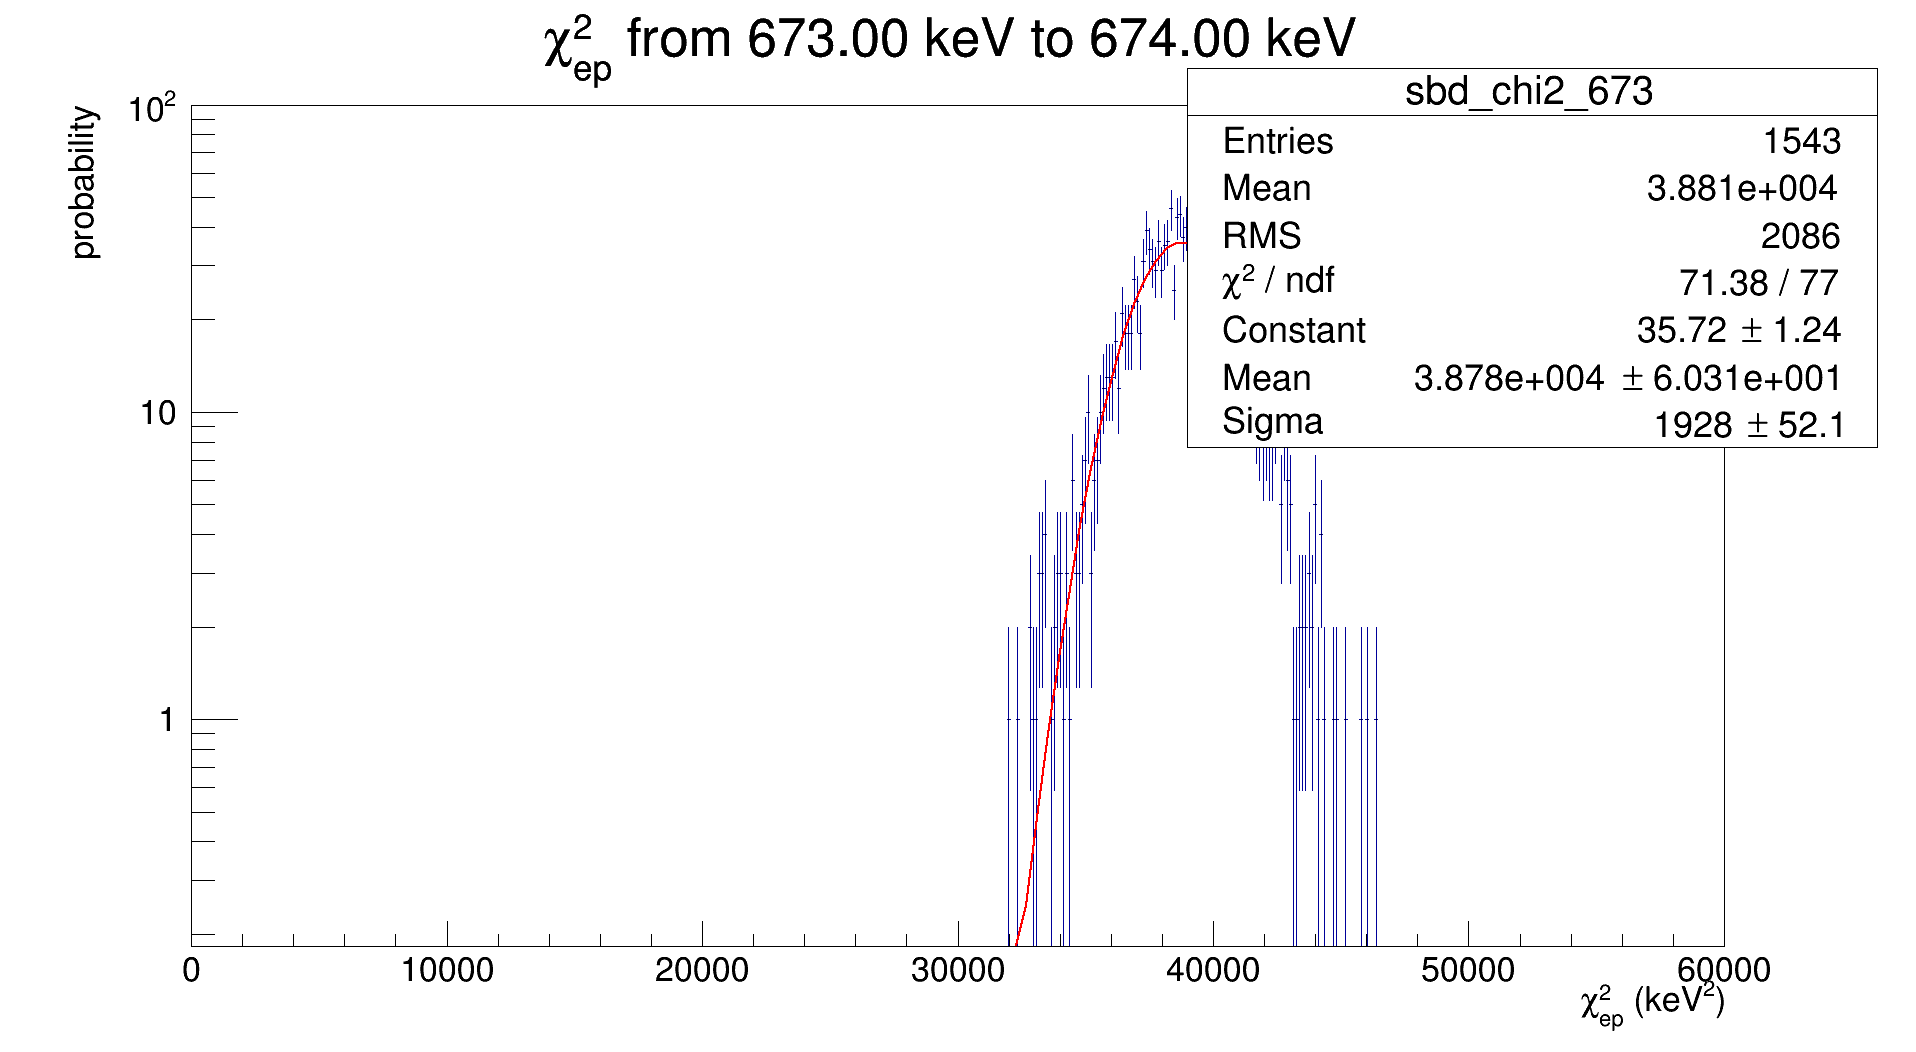 χ²ep from 673.00 keV to 674.00 keV
sbd_chi2_673
Entries 1543
Mean 3.881e+004
RMS 2086
χ² / ndf 71.38 / 77
Constant 35.72 ± 1.24
Mean 3.878e+004 ± 6.031e+001
Sigma 1928 ± 52.1
probability
10²
10
1
0 10000 20000 30000 40000 50000 60000
χ²ep (keV²)